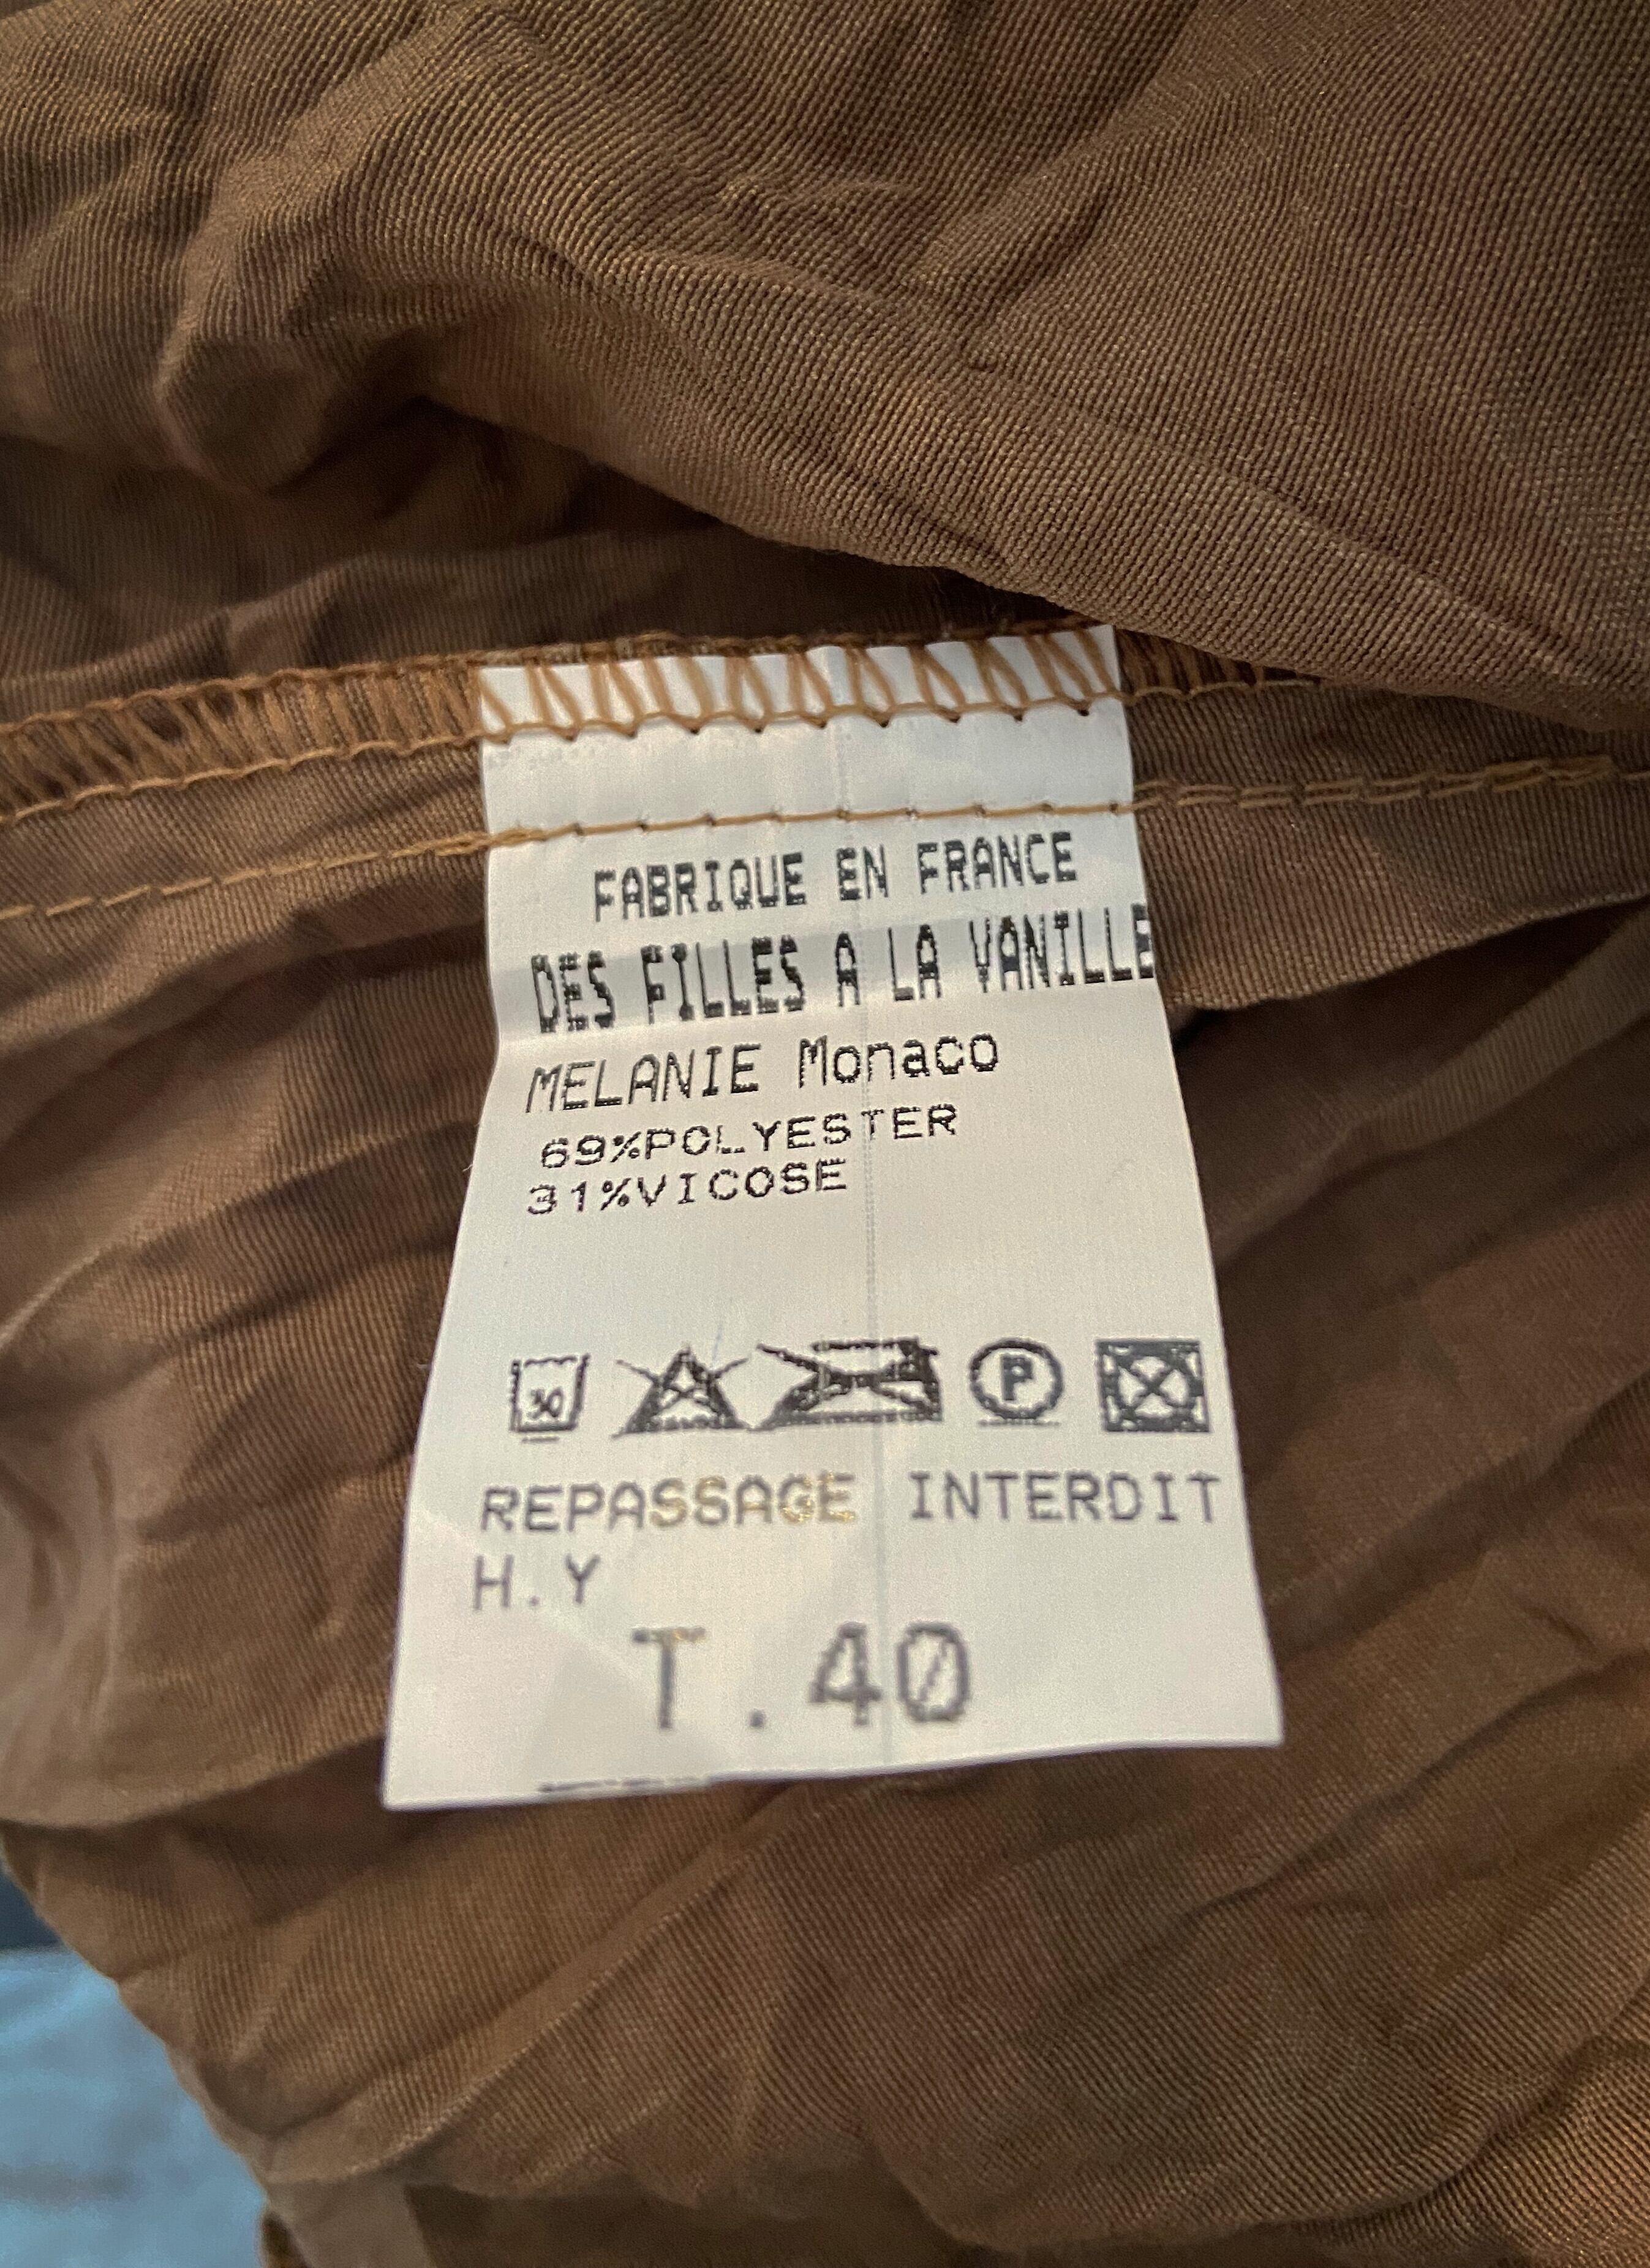 FABRIQUE EN FRANCE
DES FILLES A LA VANILLE
MELANIE Monaco
69%POLYESTER
31%VICOSE
30 P
REPASSAGE INTERDIT
H.Y
T.40